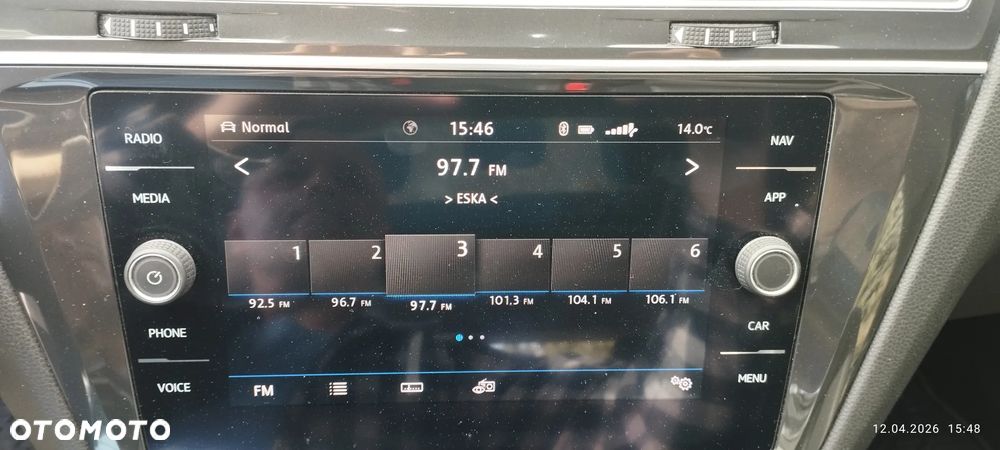 RADIO
MEDIA
PHONE
VOICE
Normal 15:46 14.0°C
97.7 FM
> ESKA <
1 2 3 4 5 6
92.5 FM 96.7 FM 97.7 FM 101.3 FM 104.1 FM 106.1 FM
FM
NAV
APP
CAR
MENU
OTOMOTO
12.04.2026 15:48